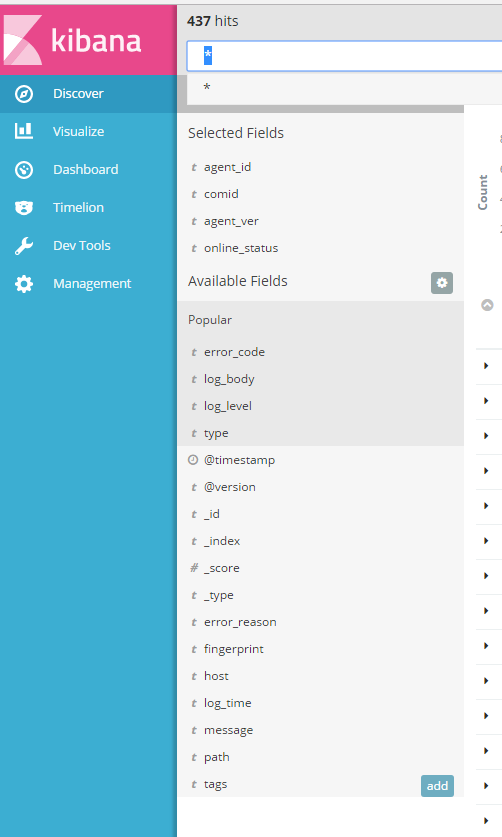 kibana
Discover
Visualize
Dashboard
Timelion
Dev Tools
Management
437 hits
*
*
Selected Fields
t agent_id
t comid
t agent_ver
t online_status
Available Fields
Popular
t error_code
t log_body
t log_level
t type
@timestamp
t @version
t _id
t _index
# _score
t _type
t error_reason
t fingerprint
t host
t log_time
t message
t path
t tags add
Count